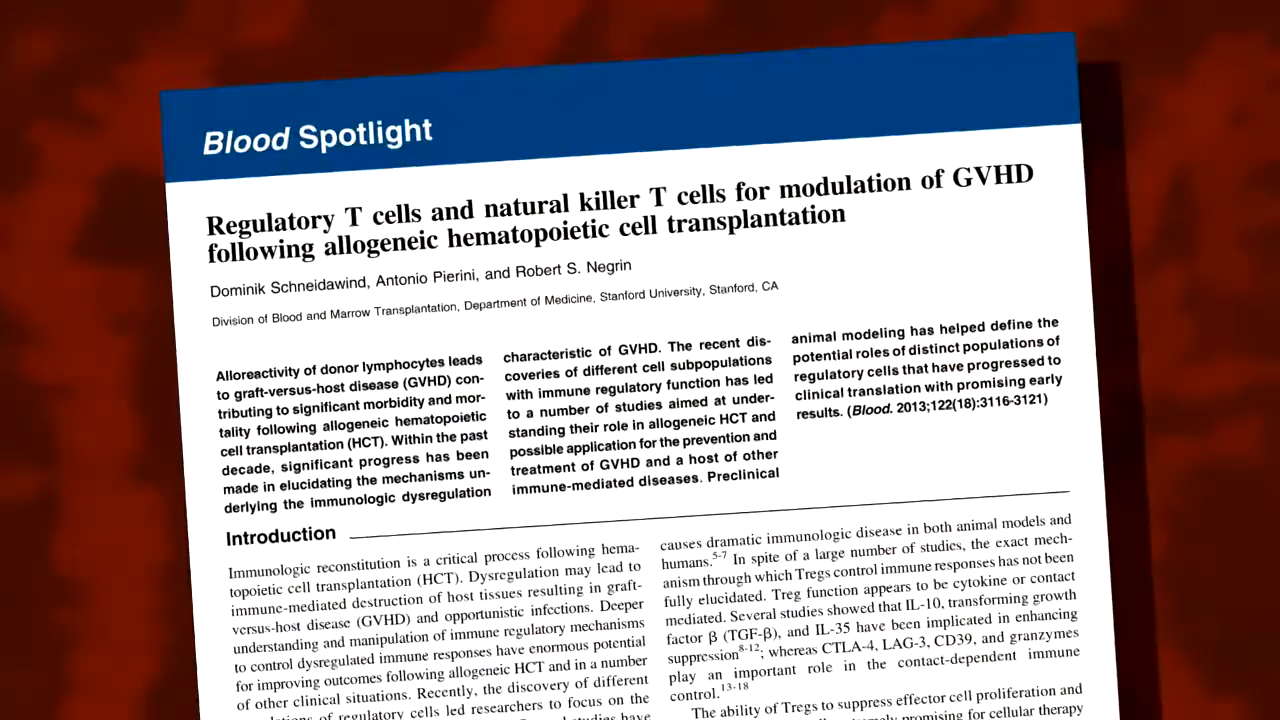 Blood Spotlight
Regulatory T cells and natural killer T cells for modulation of GVHD
following allogeneic hematopoietic cell transplantation
Dominik Schneidawind, Antonio Pierini, and Robert S. Negrin
Division of Blood and Marrow Transplantation, Department of Medicine, Stanford University, Stanford, CA
Alloreactivity of donor lymphocytes leads
to graft-versus-host disease (GVHD) con-
tributing to significant morbidity and mor-
tality following allogeneic hematopoietic
cell transplantation (HCT). Within the past
decade, significant progress has been
made in elucidating the mechanisms un-
derlying the immunologic dysregulation
characteristic of GVHD. The recent dis-
coveries of different cell subpopulations
with immune regulatory function has led
to a number of studies aimed at under-
standing their role in allogeneic HCT and
possible application for the prevention and
treatment of GVHD and a host of other
immune-mediated diseases. Preclinical
animal modeling has helped define the
potential roles of distinct populations of
regulatory cells that have progressed to
clinical translation with promising early
results. (Blood. 2013;122(18):3116-3121)
Introduction
Immunologic reconstitution is a critical process following hema-
topoietic cell transplantation (HCT). Dysregulation may lead to
immune-mediated destruction of host tissues resulting in graft-
versus-host disease (GVHD) and opportunistic infections. Deeper
understanding and manipulation of immune regulatory mechanisms
to control dysregulated immune responses have enormous potential
for improving outcomes following allogeneic HCT and in a number
of other clinical situations. Recently, the discovery of different
of regulatory cells led researchers to focus on the
studies have
causes dramatic immunologic disease in both animal models and
humans.5-7 In spite of a large number of studies, the exact mech-
anism through which Tregs control immune responses has not been
fully elucidated. Treg function appears to be cytokine or contact
mediated. Several studies showed that IL-10, transforming growth
factor β (TGF-β), and IL-35 have been implicated in enhancing
suppression8-12; whereas CTLA-4, LAG-3, CD39, and granzymes
play an important role in the contact-dependent immune
control.13-18
The ability of Tregs to suppress effector cell proliferation and
promising for cellular therapy